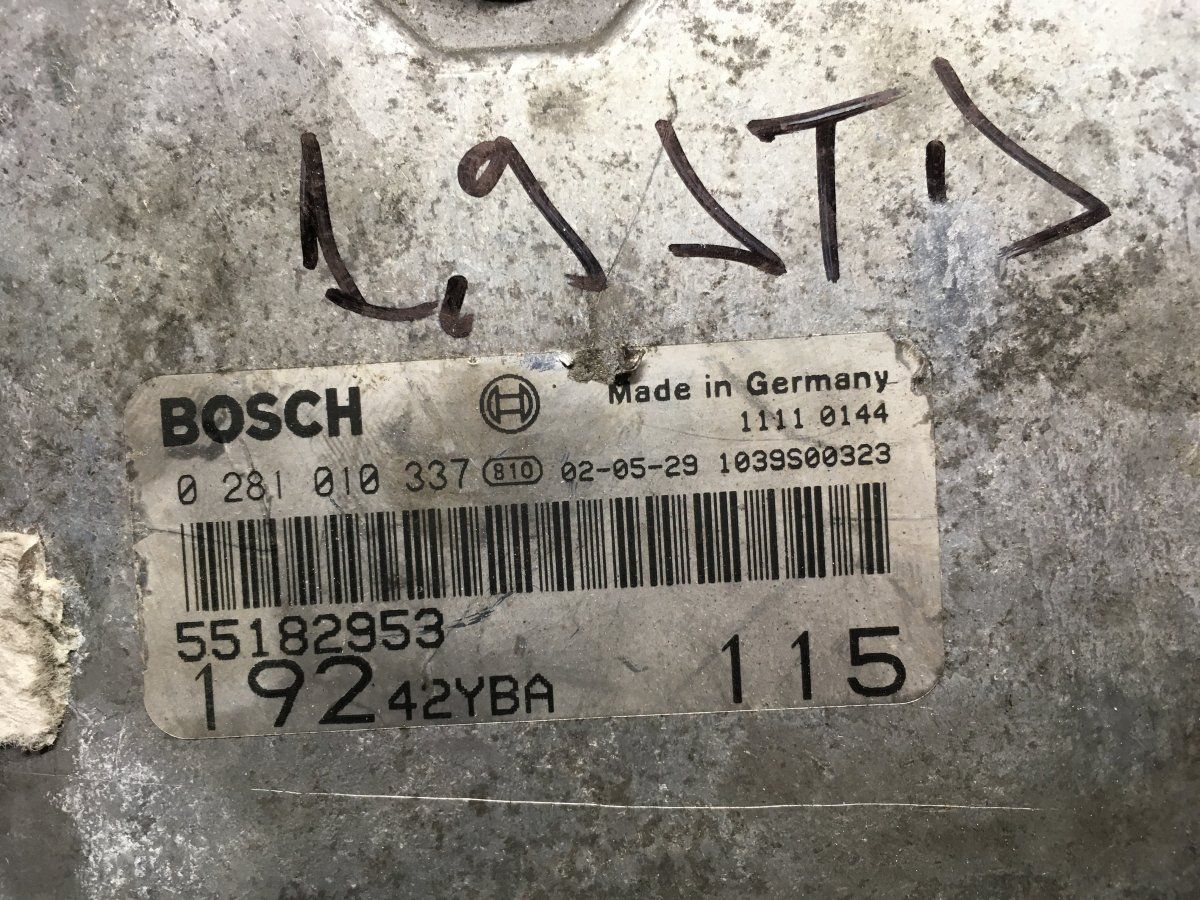 1,9 JTD
BOSCH Made in Germany
1111 0144
0 281 010 337 810 02-05-29 1039S00323
55182953
192 42YBA 115